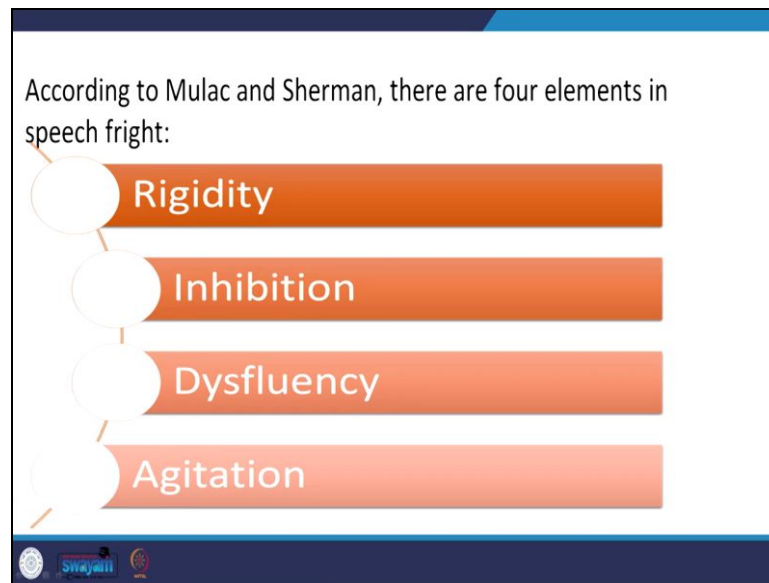 According to Mulac and Sherman, there are four elements in
speech fright:
Rigidity
Inhibition
Dysfluency
Agitation
swayam